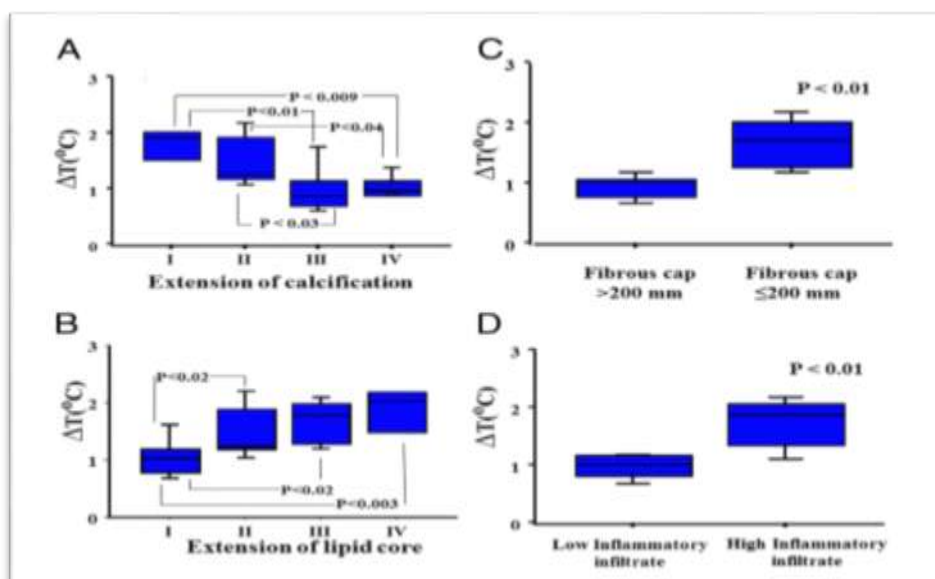 A
3
P < 0.009
P<0.01
2
P<0.04
ΔT(⁰C)
1
P < 0.03
0
I II III IV
Extension of calcification
C
3
P < 0.01
2
ΔT(⁰C)
1
0
Fibrous cap Fibrous cap
>200 mm ≤200 mm
B
3
P<0.02
2
ΔT(⁰C)
1
P<0.02
P<0.003
0
I II III IV
Extension of lipid core
D
3
P < 0.01
2
ΔT(⁰C)
1
0
Low Inflammatory High Inflammatory
infiltrate infiltrate